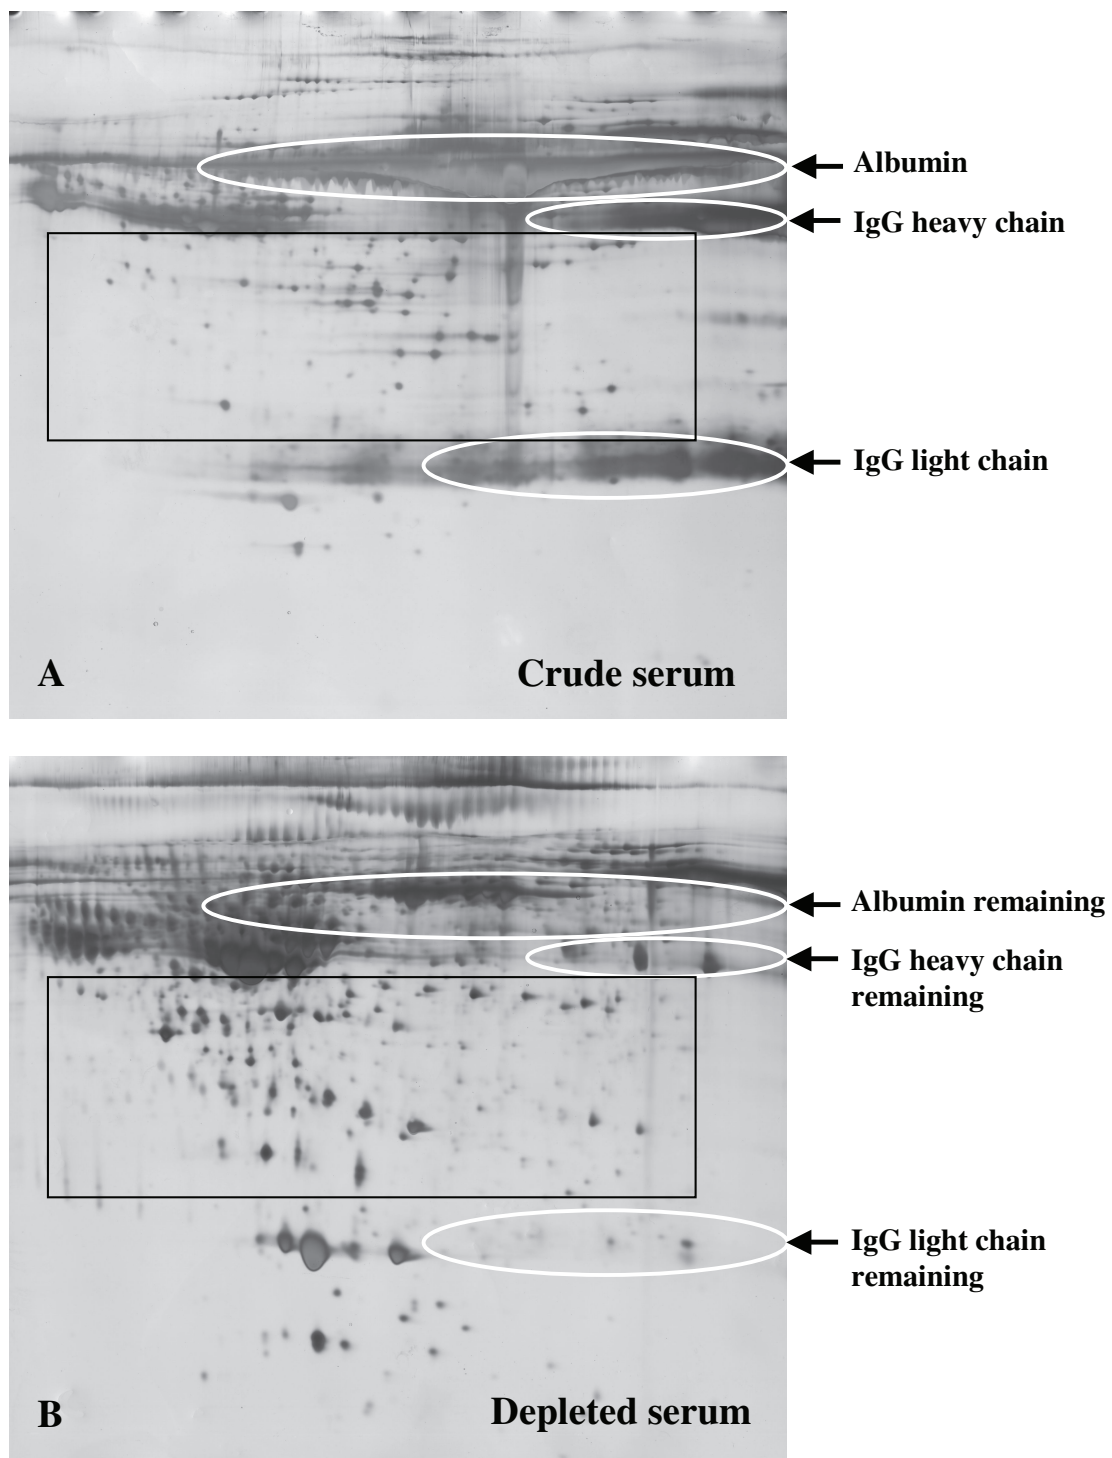 Albumin
IgG heavy chain
IgG light chain
A
Crude serum
Albumin remaining
IgG heavy chain
remaining
IgG light chain
remaining
B
Depleted serum